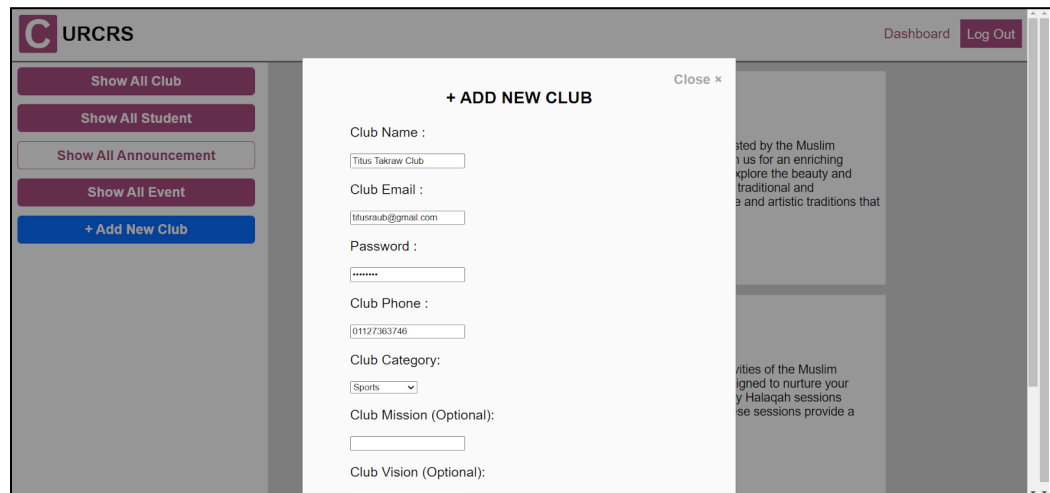 C URCRS
Dashboard
Log Out
Show All Club
Show All Student
Show All Announcement
Show All Event
+ Add New Club
Close ×
+ ADD NEW CLUB
Club Name :
Titus Takraw Club
Club Email :
titusraub@gmail.com
Password :
••••••••
Club Phone :
01127363746
Club Category:
Sports
Club Mission (Optional):
Club Vision (Optional):
sted by the Muslim
us for an enriching
xplore the beauty and
traditional and
e and artistic traditions that
vities of the Muslim
igned to nurture your
y Halaqah sessions
ese sessions provide a